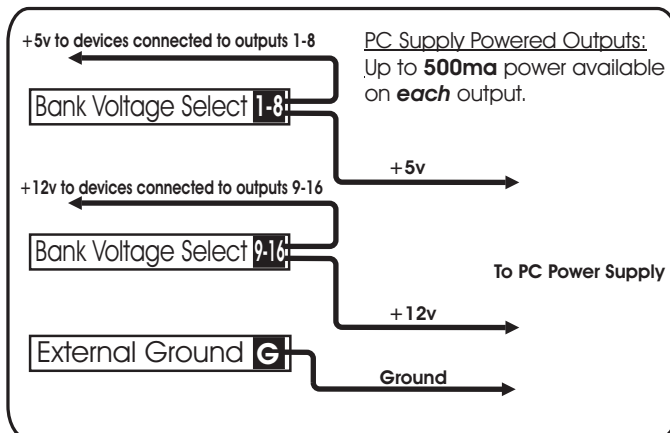 +5v to devices connected to outputs 1-8
PC Supply Powered Outputs:
Up to 500ma power available
on each output.
Bank Voltage Select 1-8
+5v
+12v to devices connected to outputs 9-16
Bank Voltage Select 9-16
To PC Power Supply
+12v
External Ground G
Ground